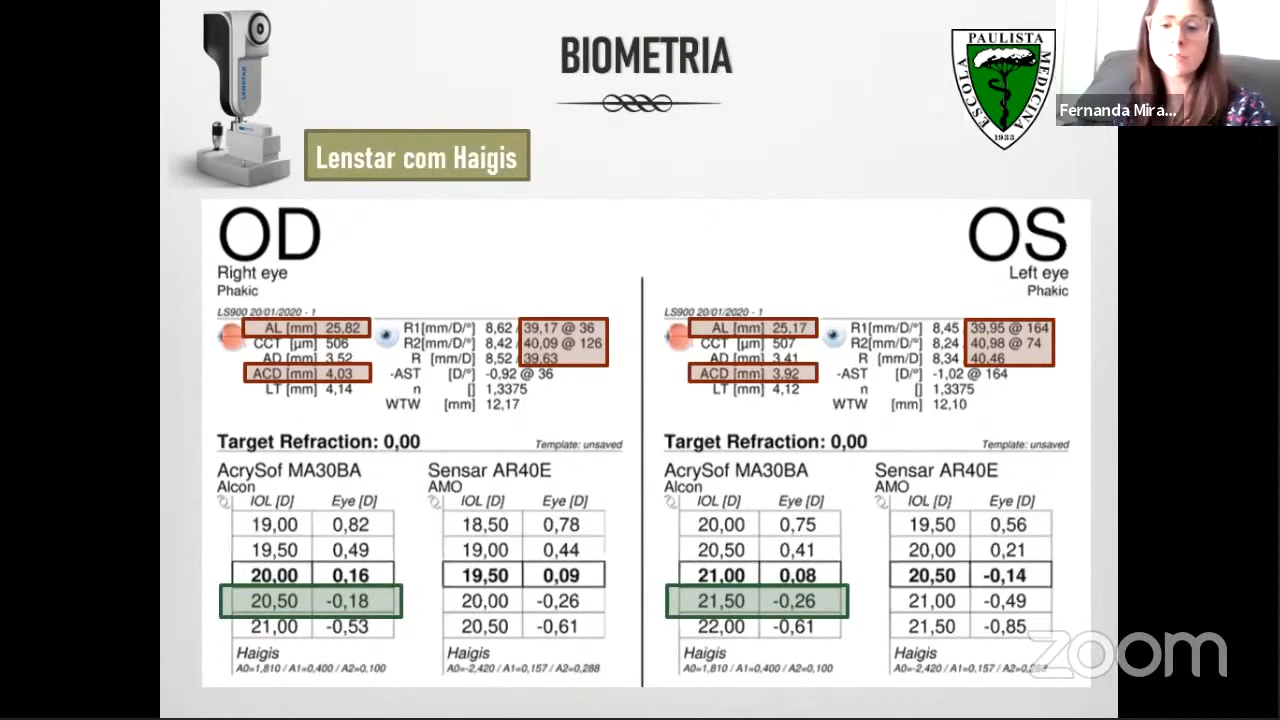 BIOMETRIA
PAULISTA
ESCOLA
MEDICINA
1933
Fernanda Mira...
LENSTAR
Lenstar com Haigis
OD
Right eye
Phakic
LS900 20/01/2020 - 1
AL [mm] 25,82
CCT [µm] 506
AD [mm] 3,52
ACD [mm] 4,03
LT [mm] 4,14
R1[mm/D/°] 8,62 / 39,17 @ 36
R2[mm/D/°] 8,42 / 40,09 @ 126
R [mm/D] 8,52 / 39,63
-AST [D/°] -0,92 @ 36
n [] 1,3375
WTW [mm] 12,17
Target Refraction: 0,00 Template: unsaved
AcrySof MA30BA
Alcon
IOL [D] Eye [D]
19,00 0,82
19,50 0,49
20,00 0,16
20,50 -0,18
21,00 -0,53
Haigis
A0=1,810 / A1=0,400 / A2=0,100
Sensar AR40E
AMO
IOL [D] Eye [D]
18,50 0,78
19,00 0,44
19,50 0,09
20,00 -0,26
20,50 -0,61
Haigis
A0=-2,420 / A1=0,157 / A2=0,288
OS
Left eye
Phakic
LS900 20/01/2020 - 1
AL [mm] 25,17
CCT [µm] 507
AD [mm] 3,41
ACD [mm] 3,92
LT [mm] 4,12
R1[mm/D/°] 8,45 / 39,95 @ 164
R2[mm/D/°] 8,24 / 40,98 @ 74
R [mm/D] 8,34 / 40,46
-AST [D/°] -1,02 @ 164
n [] 1,3375
WTW [mm] 12,10
Target Refraction: 0,00 Template: unsaved
AcrySof MA30BA
Alcon
IOL [D] Eye [D]
20,00 0,75
20,50 0,41
21,00 0,08
21,50 -0,26
22,00 -0,61
Haigis
A0=1,810 / A1=0,400 / A2=0,100
Sensar AR40E
AMO
IOL [D] Eye [D]
19,50 0,56
20,00 0,21
20,50 -0,14
21,00 -0,49
21,50 -0,85
Haigis
A0=-2,420 / A1=0,157 / A2=0,288
zoom